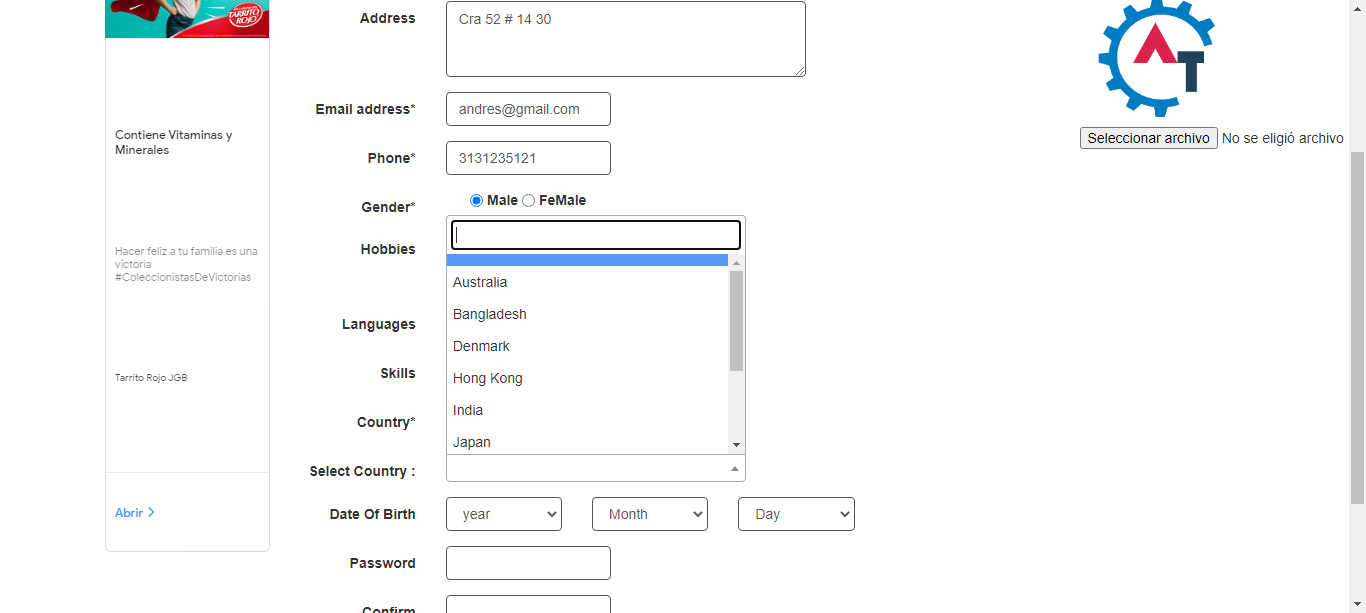 TARRITO
ROJO
Contiene Vitaminas y
Minerales
Hacer feliz a tu familia es una
victoria
#ColeccionistasDeVictorias
Tarrito Rojo JGB
Abrir
Address
Cra 52 # 14 30
Email address*
andres@gmail.com
Phone*
3131235121
Gender*
Male FeMale
Hobbies
Australia
Bangladesh
Denmark
Hong Kong
India
Japan
Languages
Skills
Country*
Select Country :
Date Of Birth
year Month Day
Password
Confirm
AT
Seleccionar archivo No se eligió archivo